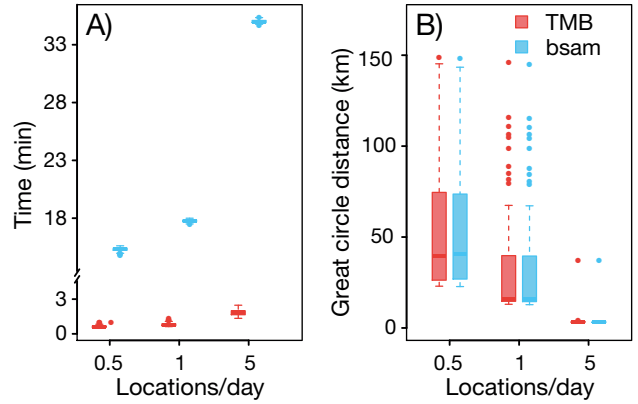 A)
Time (min)
33
28
23
18
3
0
0.5 1 5
Locations/day
B)
TMB
bsam
Great circle distance (km)
150
100
50
0
0.5 1 5
Locations/day